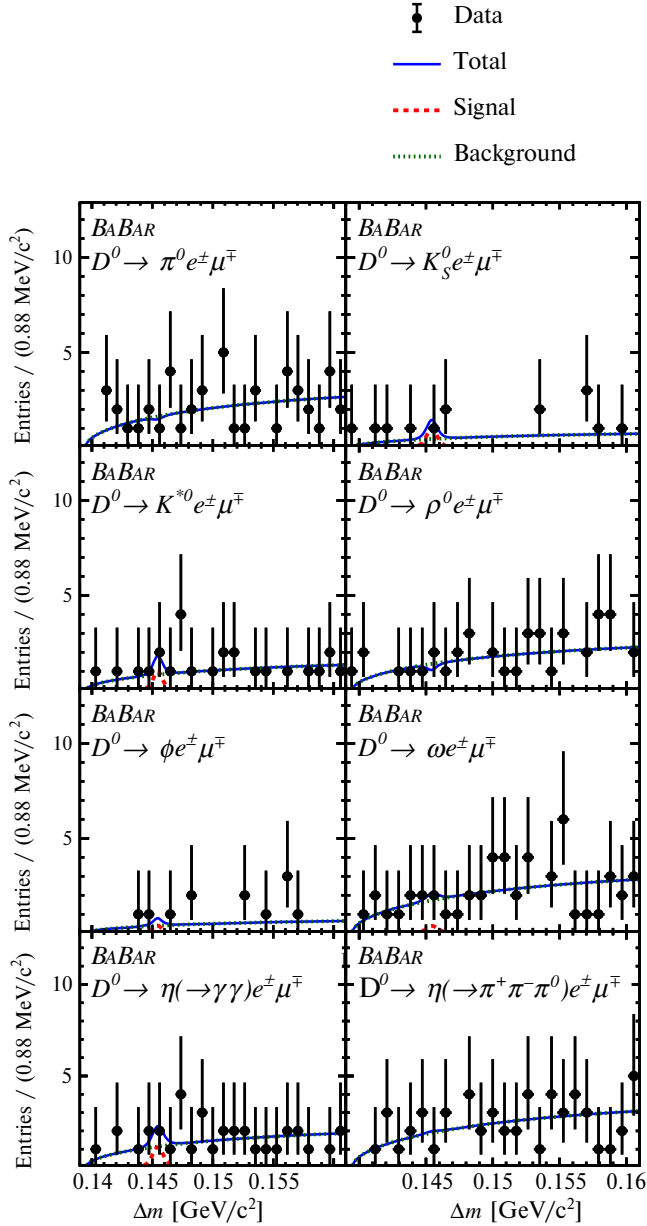 Data
Total
Signal
Background
BABAR
D⁰→ π⁰e±μ∓
BABAR
D⁰→ K_S⁰e±μ∓
Entries / (0.88 MeV/c²)
10
5
BABAR
D⁰→ K*⁰e±μ∓
BABAR
D⁰→ ρ⁰e±μ∓
Entries / (0.88 MeV/c²)
10
5
BABAR
D⁰→ φe±μ∓
BABAR
D⁰→ ωe±μ∓
Entries / (0.88 MeV/c²)
10
5
BABAR
D⁰→ η(→γγ)e±μ∓
BABAR
D⁰→ η(→π⁺π⁻π⁰)e±μ∓
Entries / (0.88 MeV/c²)
10
5
0.14 0.145 0.15 0.155
0.145 0.15 0.155 0.16
Δm [GeV/c²]
Δm [GeV/c²]